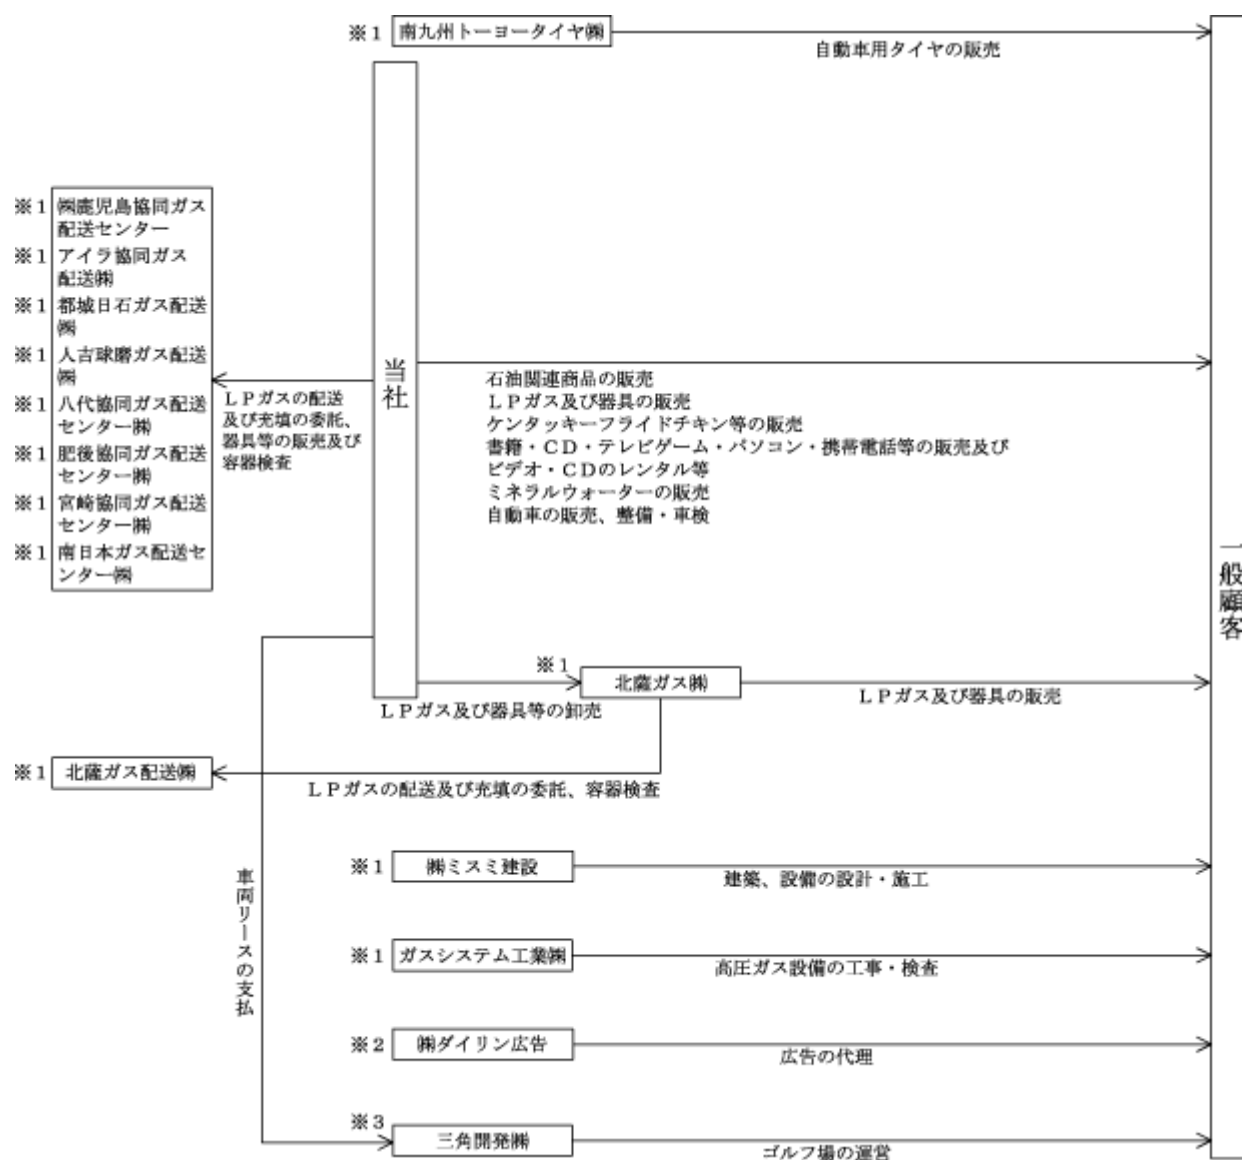 ※1 南九州トーヨータイヤ㈱
自動車用タイヤの販売
※1 ㈱鹿児島協同ガス
配送センター
※1 アイラ協同ガス
配送㈱
※1 都城日石ガス配送
㈱
※1 人吉球磨ガス配送
㈱
※1 八代協同ガス配送
センター㈱
※1 肥後協同ガス配送
センター㈱
※1 宮崎協同ガス配送
センター㈱
※1 南日本ガス配送セ
ンター㈱
LPガスの配送
及び充填の委託、
器具等の販売及び
容器検査
当社
石油関連商品の販売
LPガス及び器具の販売
ケンタッキーフライドチキン等の販売
書籍・CD・テレビゲーム・パソコン・携帯電話等の販売及び
ビデオ・CDのレンタル等
ミネラルウォーターの販売
自動車の販売、整備・車検
一般顧客
※1
北薩ガス㈱
LPガス及び器具等の卸売
LPガス及び器具の販売
※1 北薩ガス配送㈱
LPガスの配送及び充填の委託、容器検査
車両リースの支払
※1 ㈱ミスミ建設
建築、設備の設計・施工
※1 ガスシステム工業㈱
高圧ガス設備の工事・検査
※2 ㈱ダイリン広告
広告の代理
※3
三角開発㈱
ゴルフ場の運営